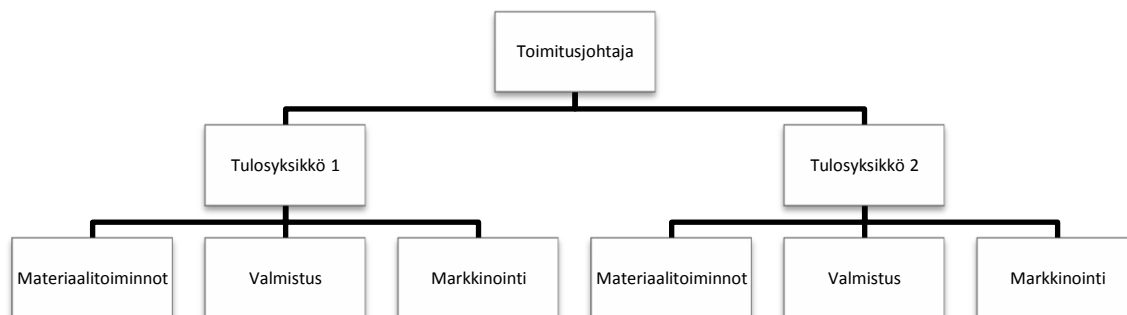 Toimitusjohtaja
Tulosyksikkö 1
Tulosyksikkö 2
Materiaalitoiminnot
Valmistus
Markkinointi
Materiaalitoiminnot
Valmistus
Markkinointi